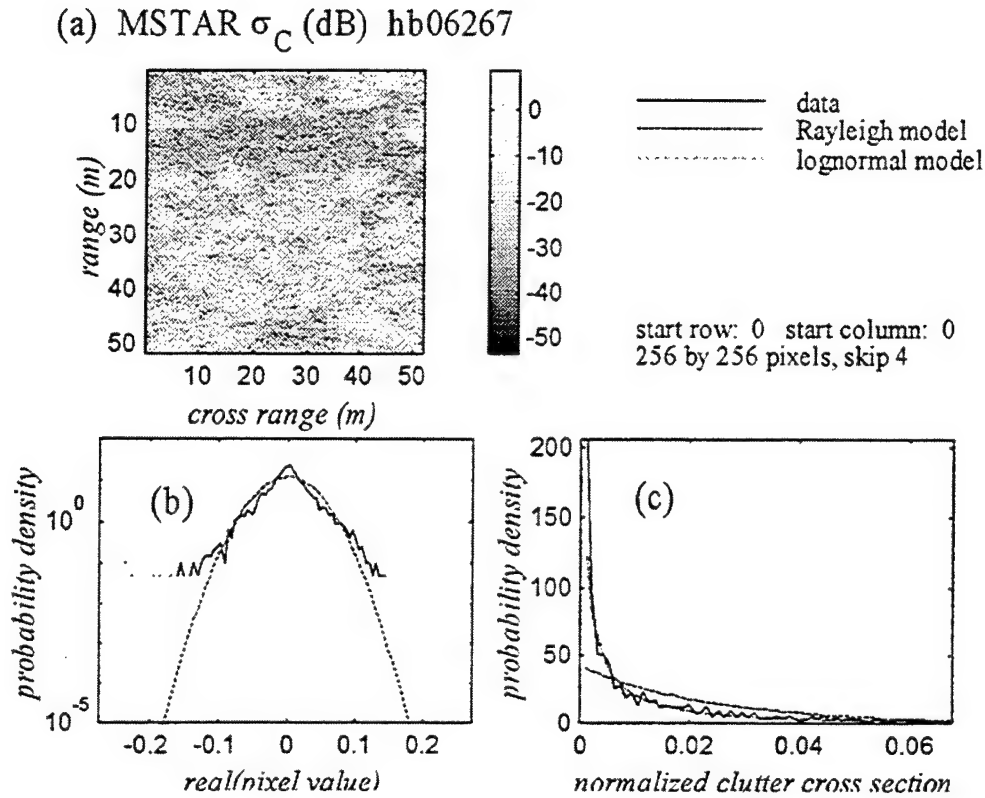 (a) MSTAR σC (dB) hb06267
10
20
30
40
50
range (m)
10 20 30 40 50
cross range (m)
0
-10
-20
-30
-40
-50
data
Rayleigh model
lognormal model
start row: 0 start column: 0
256 by 256 pixels, skip 4
(b)
probability density
10^0
10^-5
-0.2 -0.1 0 0.1 0.2
real(pixel value)
(c)
probability density
200
150
100
50
0
0 0.02 0.04 0.06
normalized clutter cross section